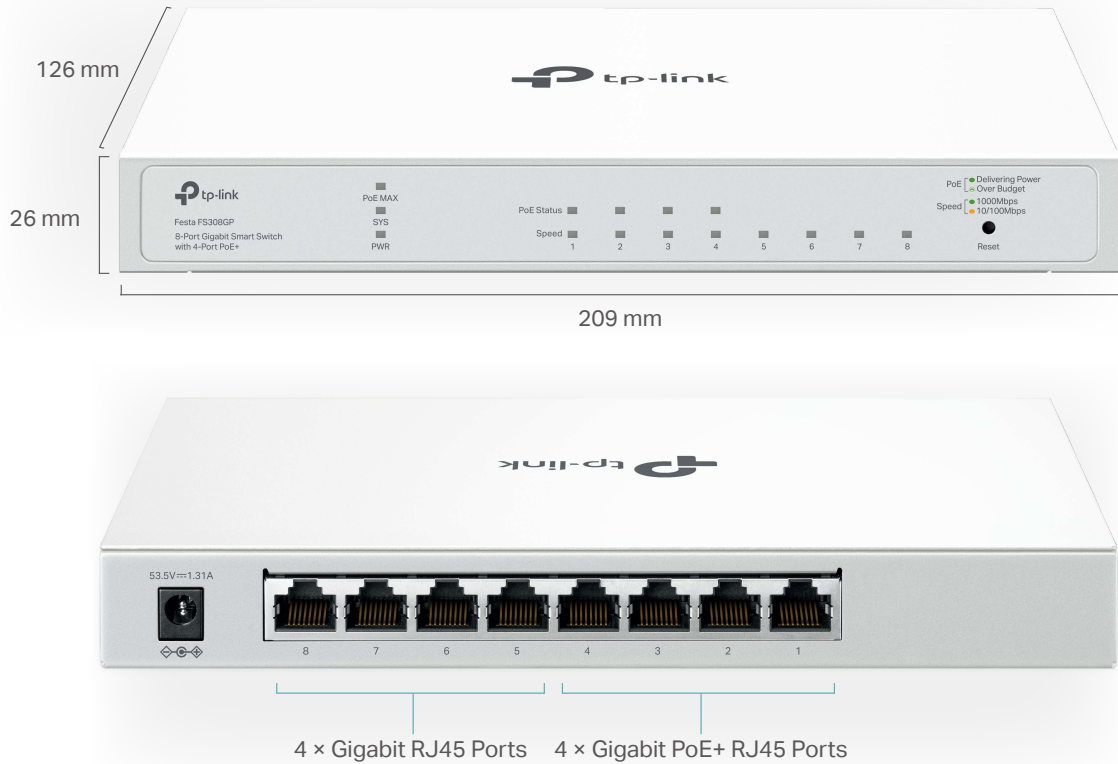 126 mm
tp-link
26 mm
tp-link
Festa FS308GP
8-Port Gigabit Smart Switch
with 4-Port PoE+
PoE MAX
SYS
PWR
PoE Status
Speed
1 2 3 4 5 6 7 8
PoE
Delivering Power
Over Budget
Speed
1000Mbps
10/100Mbps
Reset
209 mm
tp-link
53.5V⎓1.31A
8 7 6 5 4 3 2 1
4 × Gigabit RJ45 Ports
4 × Gigabit PoE+ RJ45 Ports